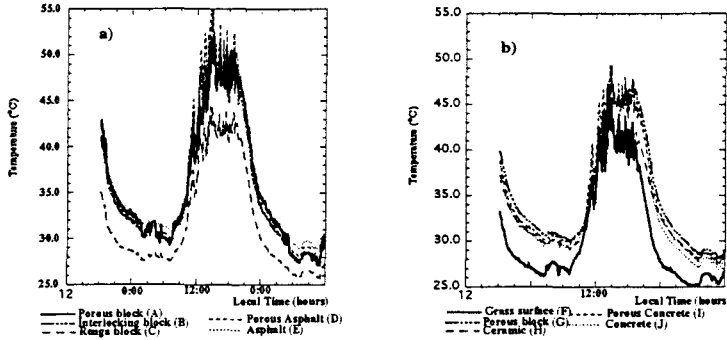 a)
Temperature (°C)
55.0
50.0
45.0
40.0
35.0
30.0
25.0
12
0:00
12:00
0:00
Local Time (hours)
Porous block (A)
Interlocking block (B)
Renga block (C)
Porous Asphalt (D)
Asphalt (E)
b)
Temperature (°C)
55.0
50.0
45.0
40.0
35.0
30.0
25.0
12
12:00
Local Time (hours)
Grass surface (F)
Porous block (G)
Ceramic (H)
Porous Concrete (I)
Concrete (J)